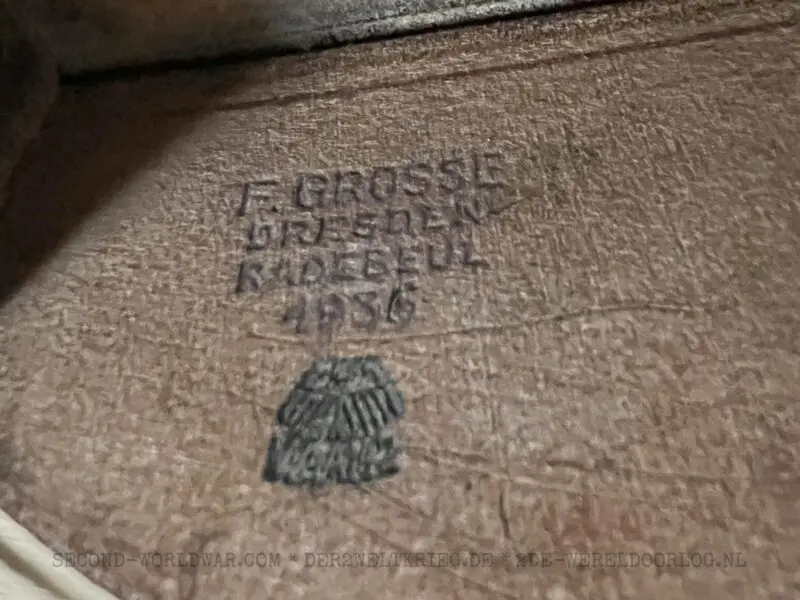 F. GROSSE
DRESDEN-
RADEBEUL
1936
SECOND-WORLDWAR.COM * DER2WELTKRIEG.DE * 2DE-WERELDOORLOG.NL